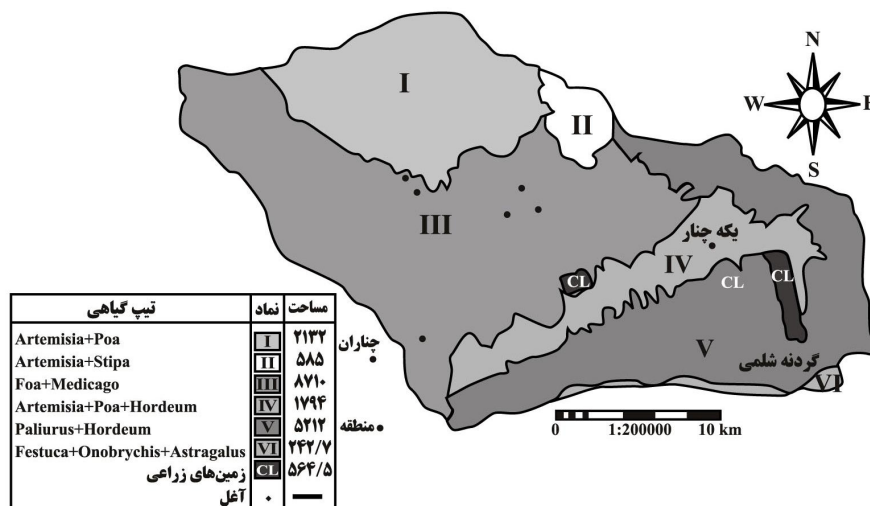 N
W
E
S
I
II
III
یکه چنار
IV
CL
CL
CL
V
گردنه شلمی
VI
0 1:200000 10 km
چناران
منطقه
تیپ گیاهی نماد مساحت
Artemisia+Poa I ۲۱۳۲
Artemisia+Stipa II ۵۸۵
Foa+Medicago III ۸۷۱۰
Artemisia+Poa+Hordeum IV ۱۷۹۴
Paliurus+Hordeum V ۵۲۱۲
Festuca+Onobrychis+Astragalus VI ۲۴۲/۷
زمین‌های زراعی CL ۵۶۴/۵
آغل